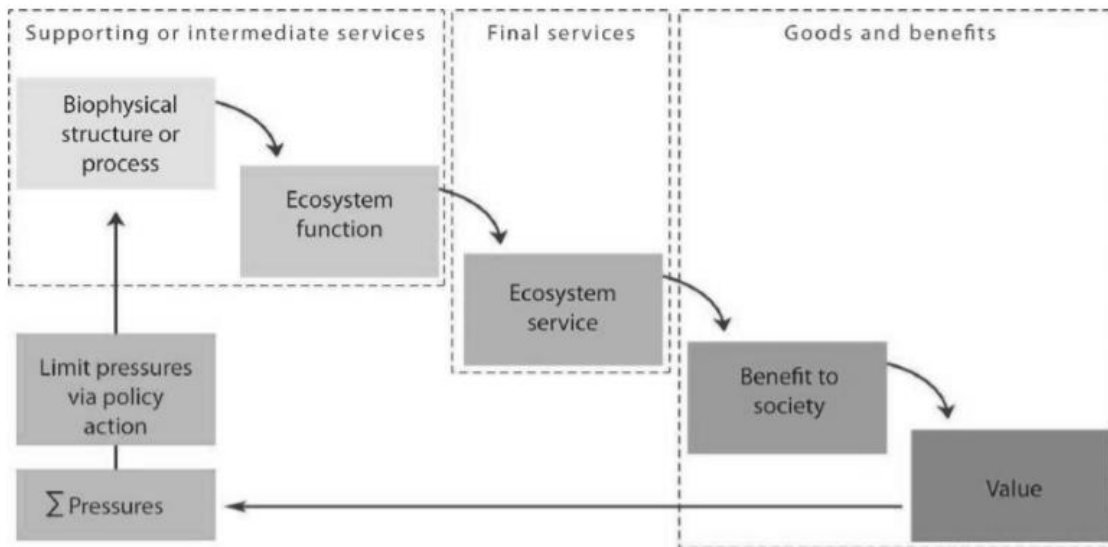 Supporting or intermediate services
Final services
Goods and benefits
Biophysical
structure or
process
Ecosystem
function
Ecosystem
service
Benefit to
society
Value
Limit pressures
via policy
action
∑ Pressures